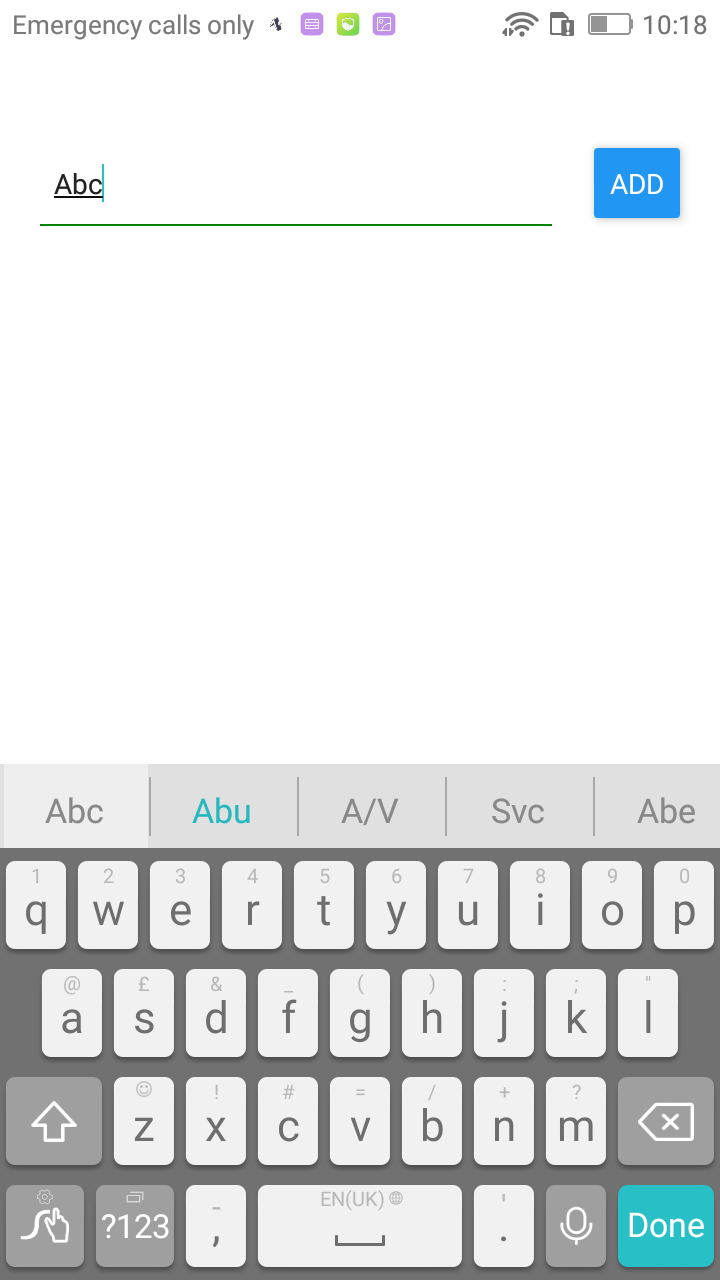 Emergency calls only 10:18
Abc ADD
Abc Abu A/V Svc Abe
1 2 3 4 5 6 7 8 9 0
q w e r t y u i o p
@ £ & _ ( ) : ; "
a s d f g h j k l
! # = / + ?
z x c v b n m
- EN(UK) '
?123 , . Done